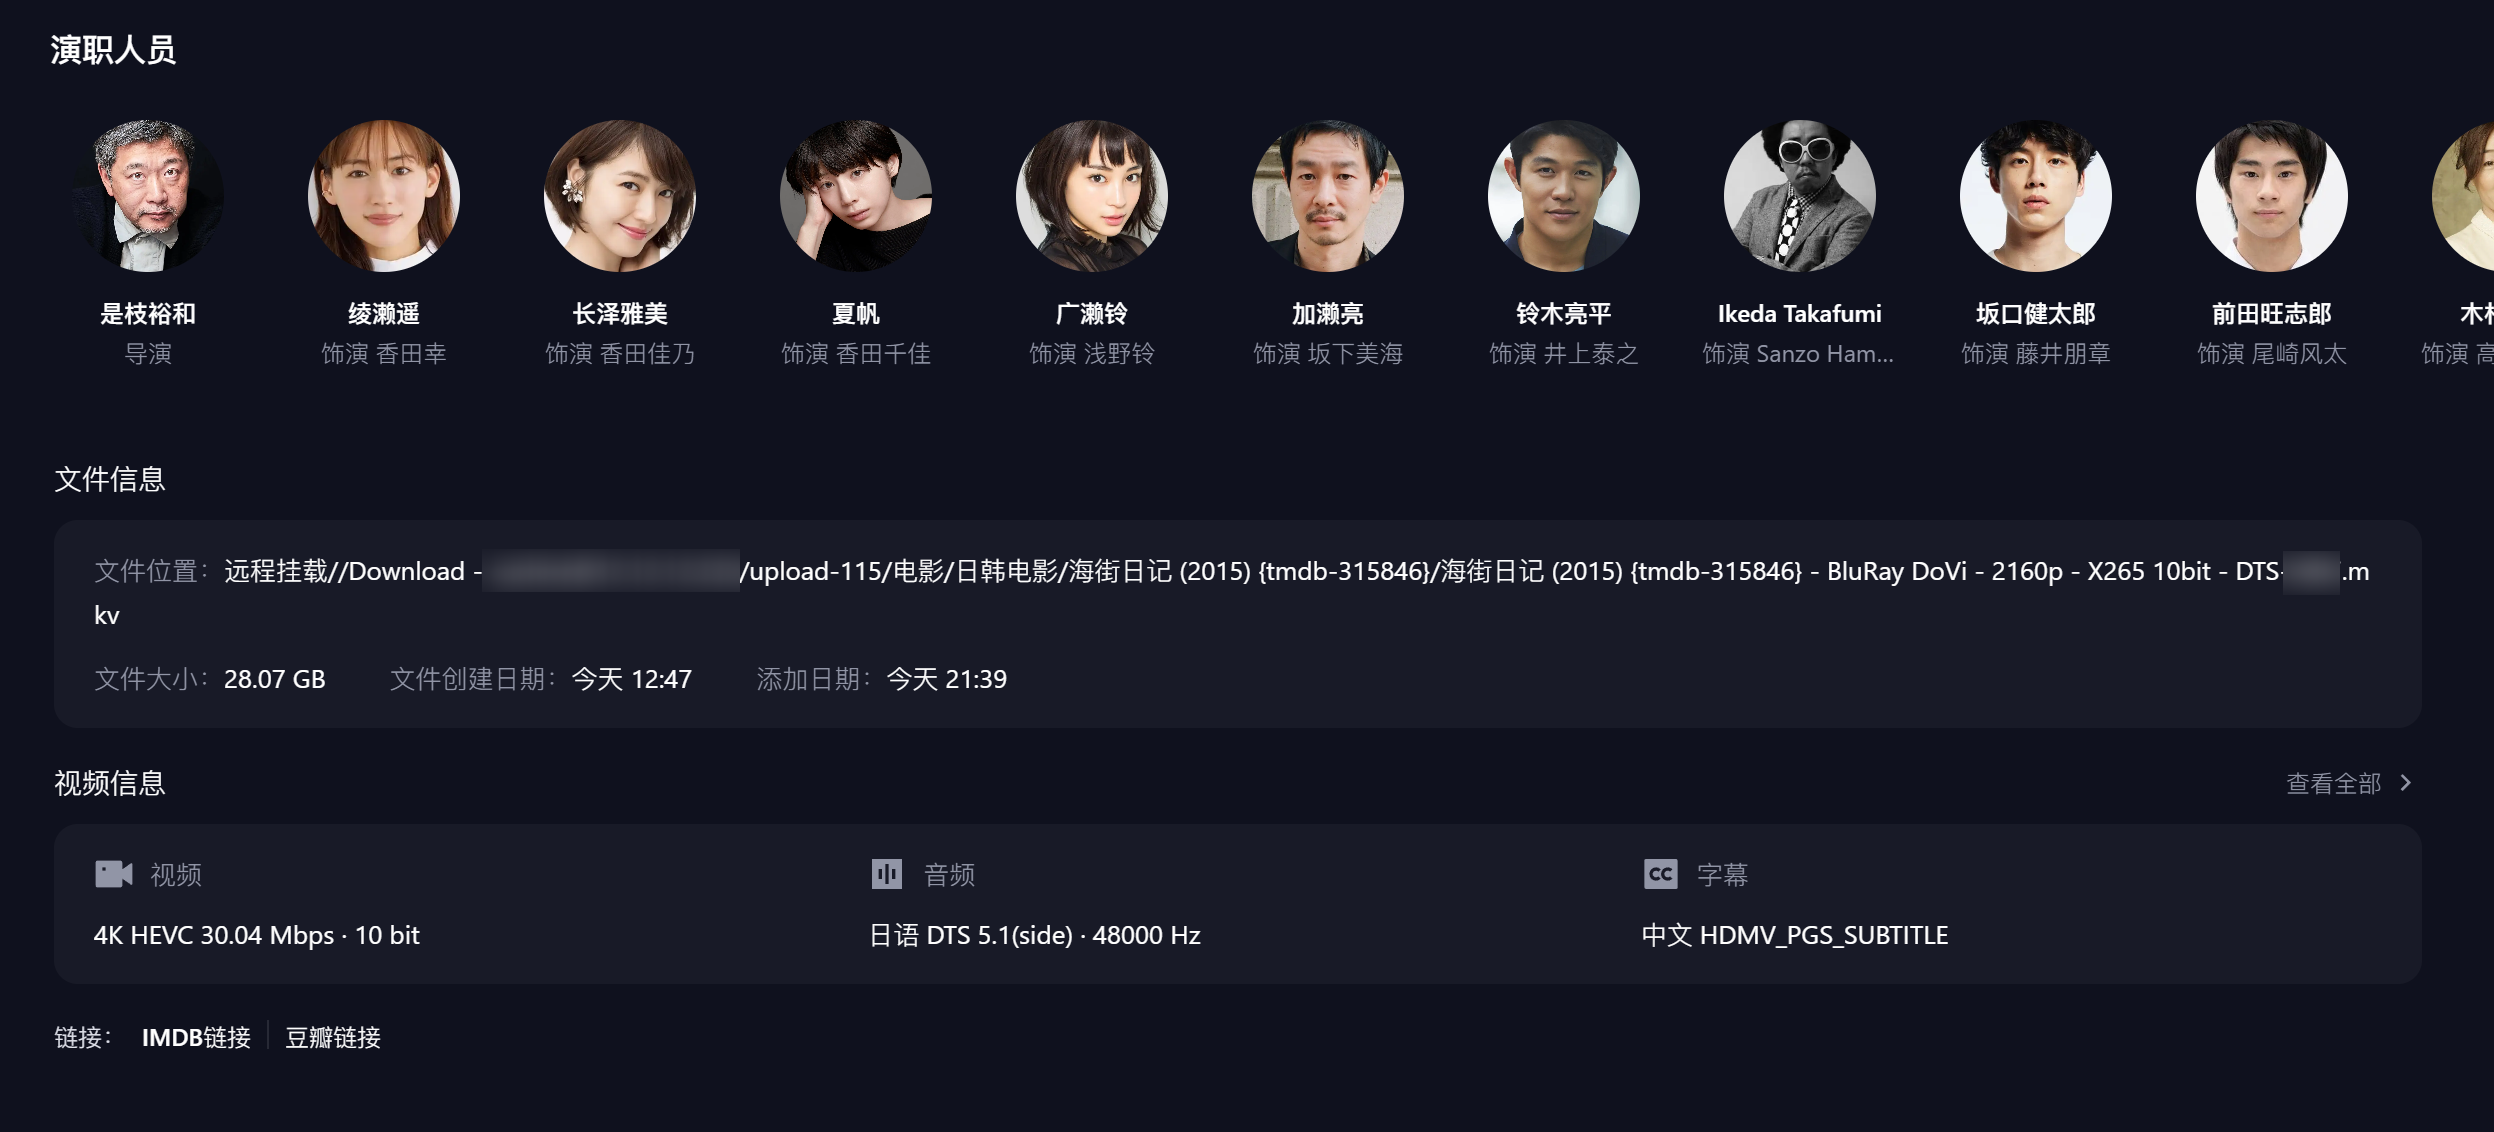 演职人员
是枝裕和
导演
绫濑遥
饰演 香田幸
长泽雅美
饰演 香田佳乃
夏帆
饰演 香田千佳
广濑铃
饰演 浅野铃
加濑亮
饰演 坂下美海
铃木亮平
饰演 井上泰之
Ikeda Takafumi
饰演 Sanzo Ham...
坂口健太郎
饰演 藤井朋章
前田旺志郎
饰演 尾崎风太
木
饰演 高
文件信息
文件位置：远程挂载//Download - /upload-115/电影/日韩电影/海街日记 (2015) {tmdb-315846}/海街日记 (2015) {tmdb-315846} - BluRay DoVi - 2160p - X265 10bit - DTS- .m
kv
文件大小：28.07 GB 文件创建日期：今天 12:47 添加日期：今天 21:39
视频信息
查看全部
视频
4K HEVC 30.04 Mbps · 10 bit
音频
日语 DTS 5.1(side) · 48000 Hz
CC 字幕
中文 HDMV_PGS_SUBTITLE
链接： IMDB链接 豆瓣链接